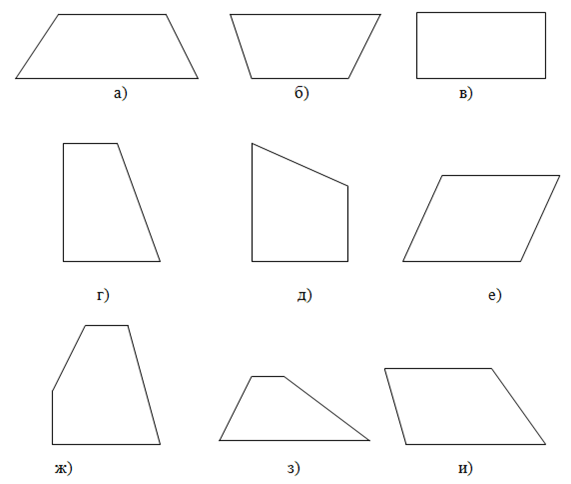 а) б) в)
г) д) е)
ж) з) и)